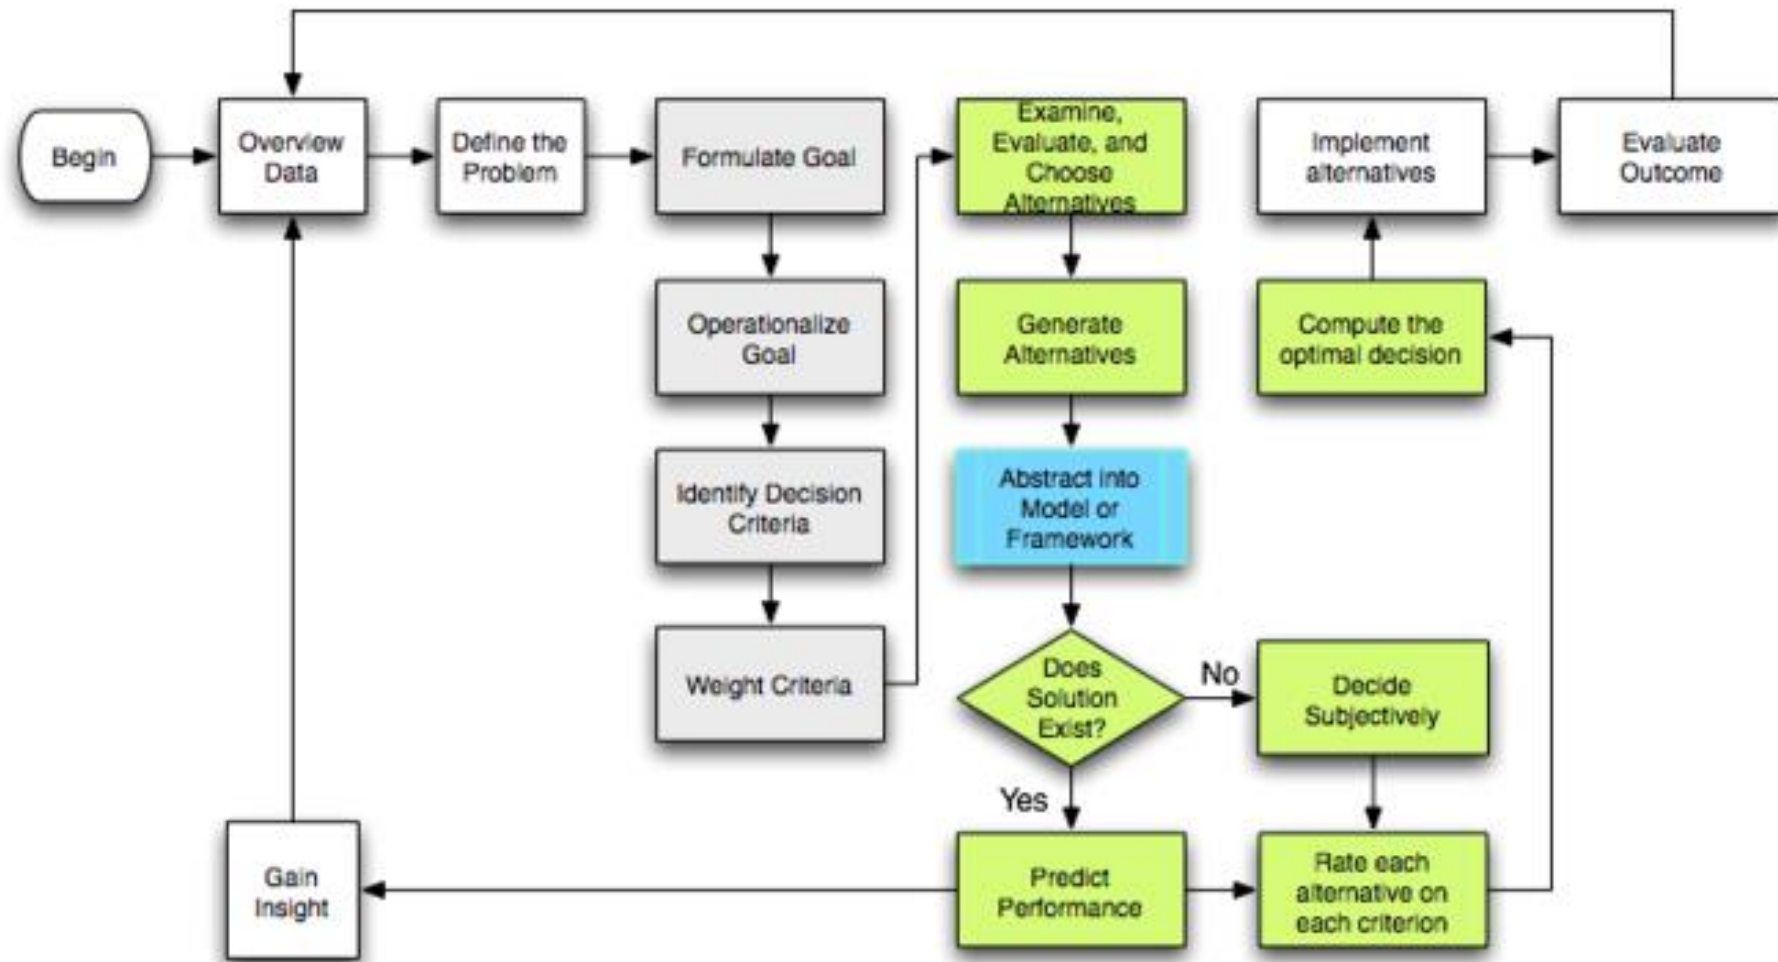 Begin
Overview
Data
Define the
Problem
Formulate Goal
Operationalize
Goal
Identify Decision
Criteria
Weight Criteria
Examine,
Evaluate, and
Choose
Alternatives
Generate
Alternatives
Abstract into
Model or
Framework
Does
Solution
Exist?
No
Yes
Decide
Subjectively
Predict
Performance
Rate each
alternative on
each criterion
Compute the
optimal decision
Implement
alternatives
Evaluate
Outcome
Gain
Insight